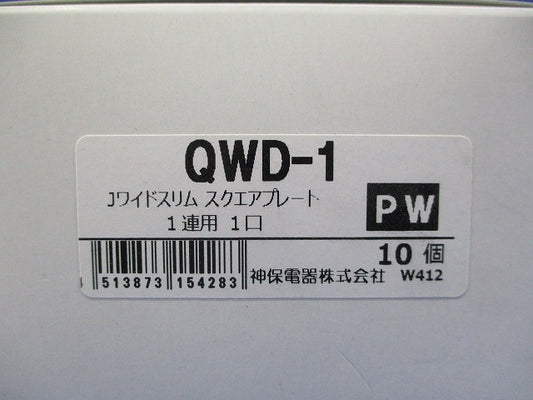 QWD-1
Jワイドスリム スクエアプレート
1連用 1口
PW
10 個
4 513873 154283
神保電器株式会社 W412